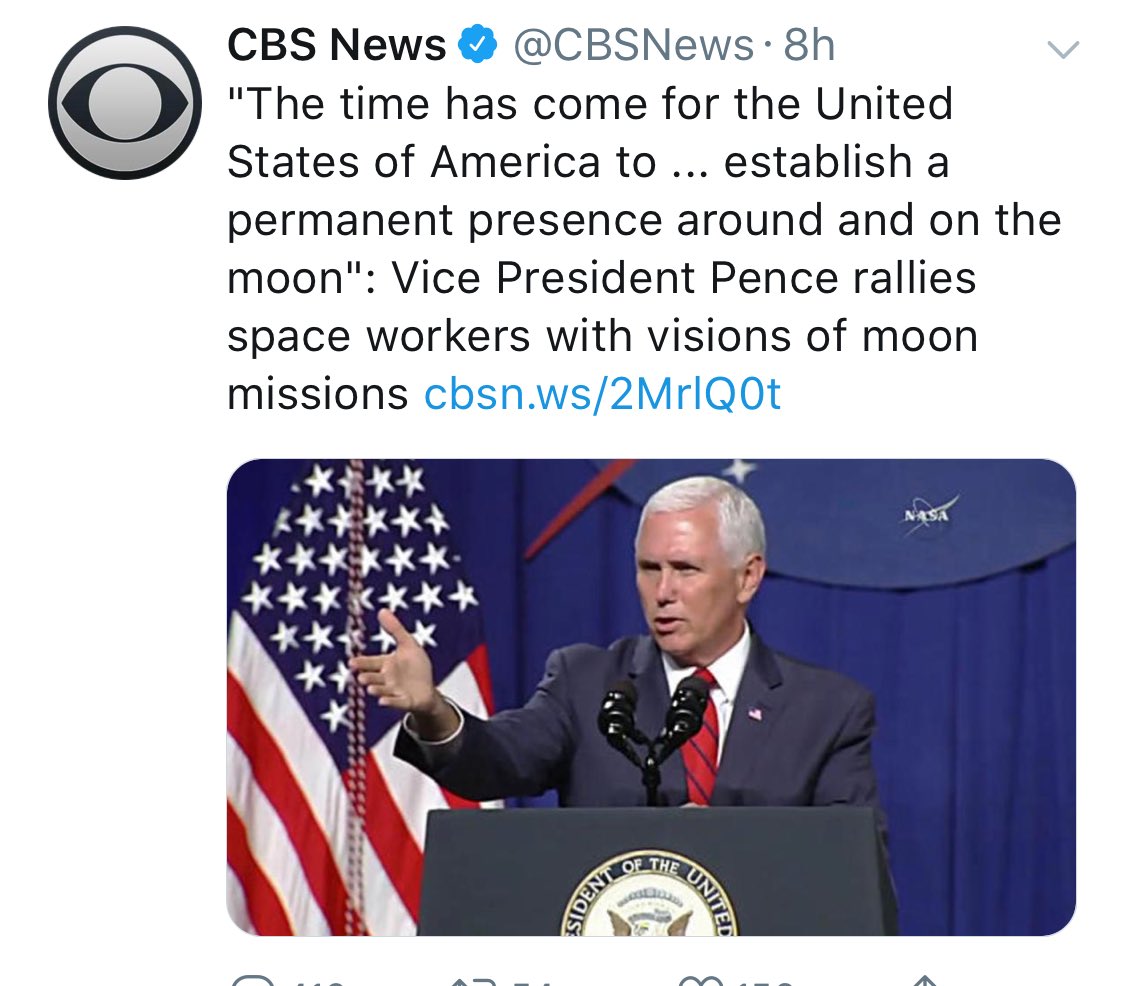 CBS News @CBSNews · 8h
"The time has come for the United
States of America to ... establish a
permanent presence around and on the
moon": Vice President Pence rallies
space workers with visions of moon
missions cbsn.ws/2MrlQ0t
NASA
SIDENT OF THE UNITED